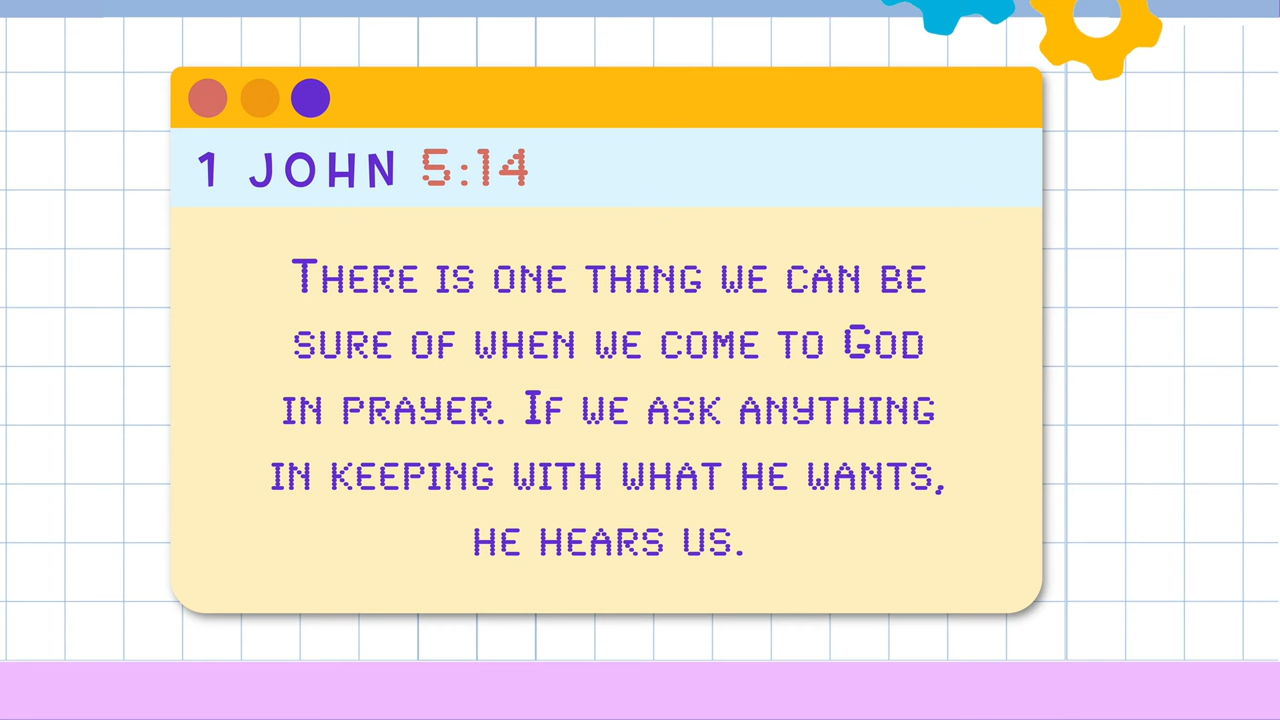 1 JOHN 5:14
There is one thing we can be
sure of when we come to God
in prayer. If we ask anything
in keeping with what he wants,
he hears us.